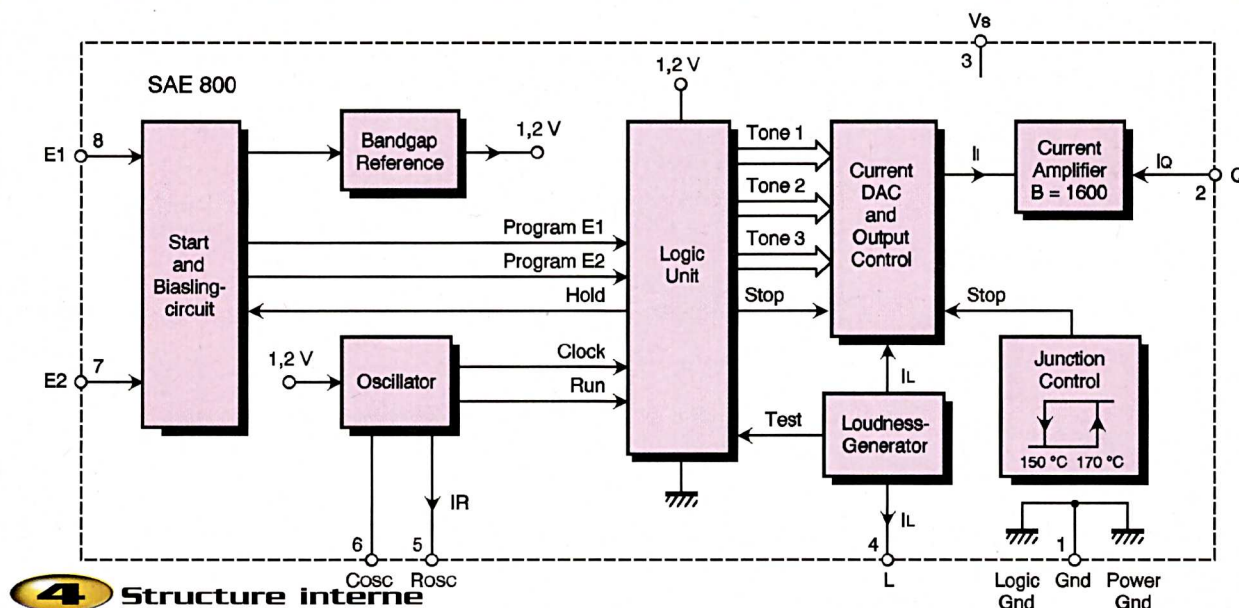 Vs
3
SAE 800
1,2 V
E1
8
Bandgap
Reference
1,2 V
Start
and
Biasling-
circuit
Program E1
Program E2
Hold
Logic
Unit
Tone 1
Tone 2
Tone 3
Stop
Current
DAC
and
Output
Control
II
Current
Amplifier
B = 1600
IQ
2
Q
Stop
E2
7
1,2 V
Oscillator
Clock
Run
Test
IL
Loudness-
Generator
Junction
Control
150 °C 170 °C
IR
IL
6
5
4
1
Cosc
Rosc
L
Logic
Gnd
Gnd
Power
Gnd
4 Structure interne